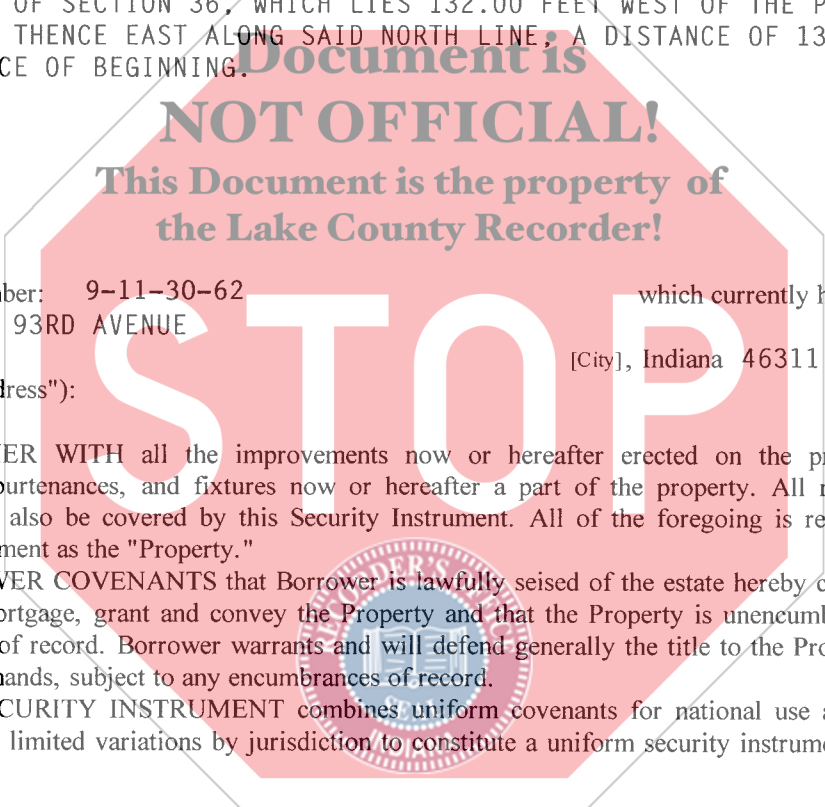 OF SECTION 36, WHICH LIES 132.00 FEET WEST OF THE P
THENCE EAST ALONG SAID NORTH LINE, A DISTANCE OF 13
CE OF BEGINNING.
Document is
NOT OFFICIAL!
This Document is the property of
the Lake County Recorder!
ber: 9-11-30-62 which currently h
93RD AVENUE
[City], Indiana 46311
dress"):
STOP
ER WITH all the improvements now or hereafter erected on the pr
purtenances, and fixtures now or hereafter a part of the property. All r
also be covered by this Security Instrument. All of the foregoing is re
ment as the "Property."
VER COVENANTS that Borrower is lawfully seised of the estate hereby c
ortgage, grant and convey the Property and that the Property is unencumb
of record. Borrower warrants and will defend generally the title to the Pro
nands, subject to any encumbrances of record.
CURITY INSTRUMENT combines uniform covenants for national use a
limited variations by jurisdiction to constitute a uniform security instrume
RECORDER'S OFFICE
SEAL
INDIANA